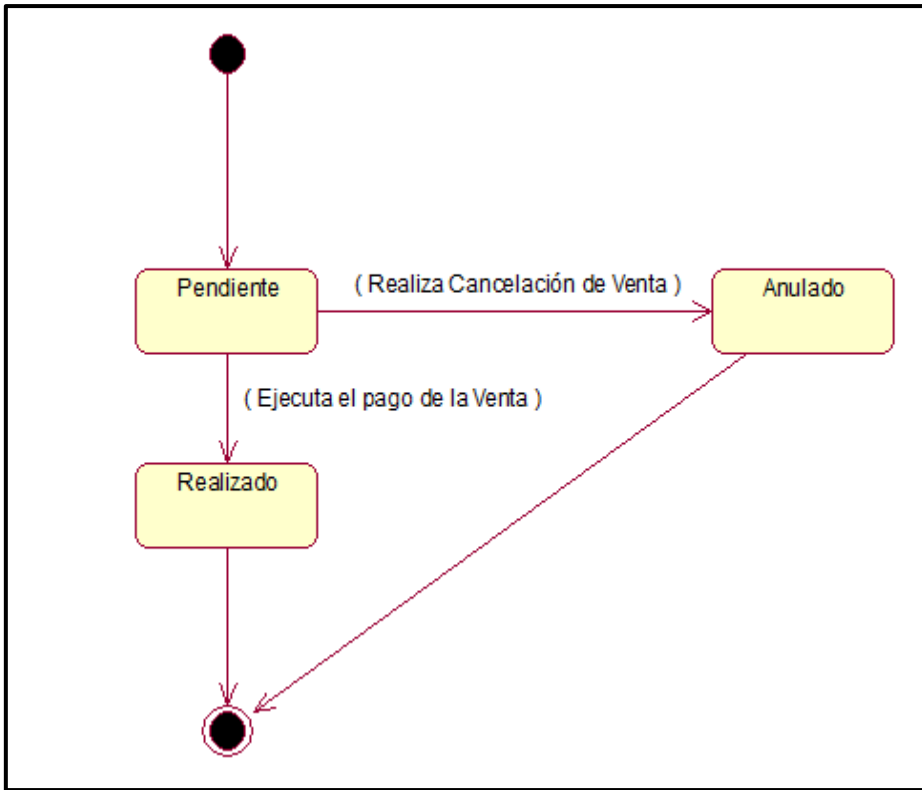 Pendiente
( Realiza Cancelación de Venta )
Anulado
( Ejecuta el pago de la Venta )
Realizado